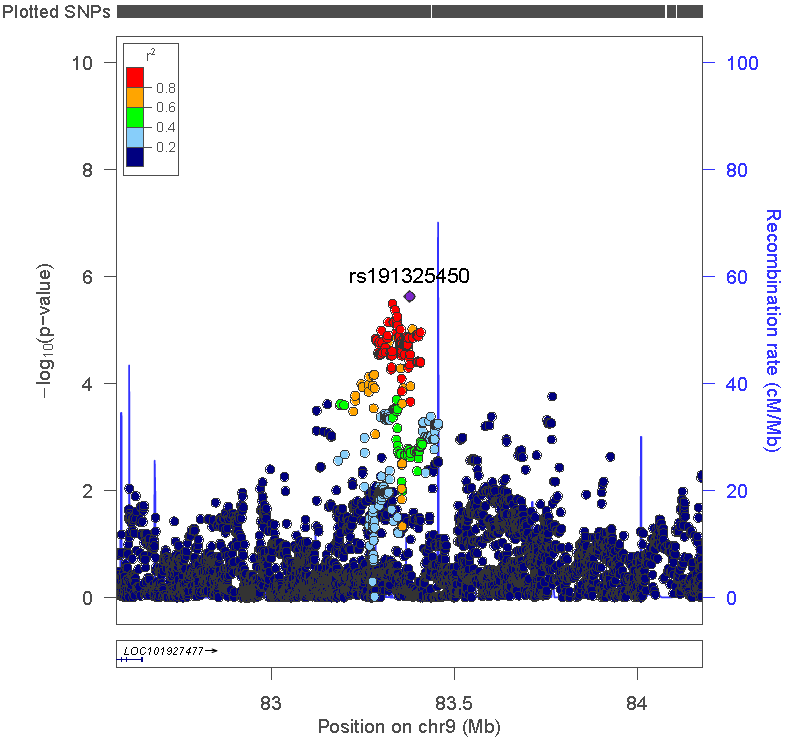 Plotted SNPs
r2
0.8
0.6
0.4
0.2
rs191325450
10
8
6
4
2
0
−log10(p-value)
100
80
60
40
20
0
Recombination rate (cM/Mb)
LOC101927477
83
83.5
84
Position on chr9 (Mb)